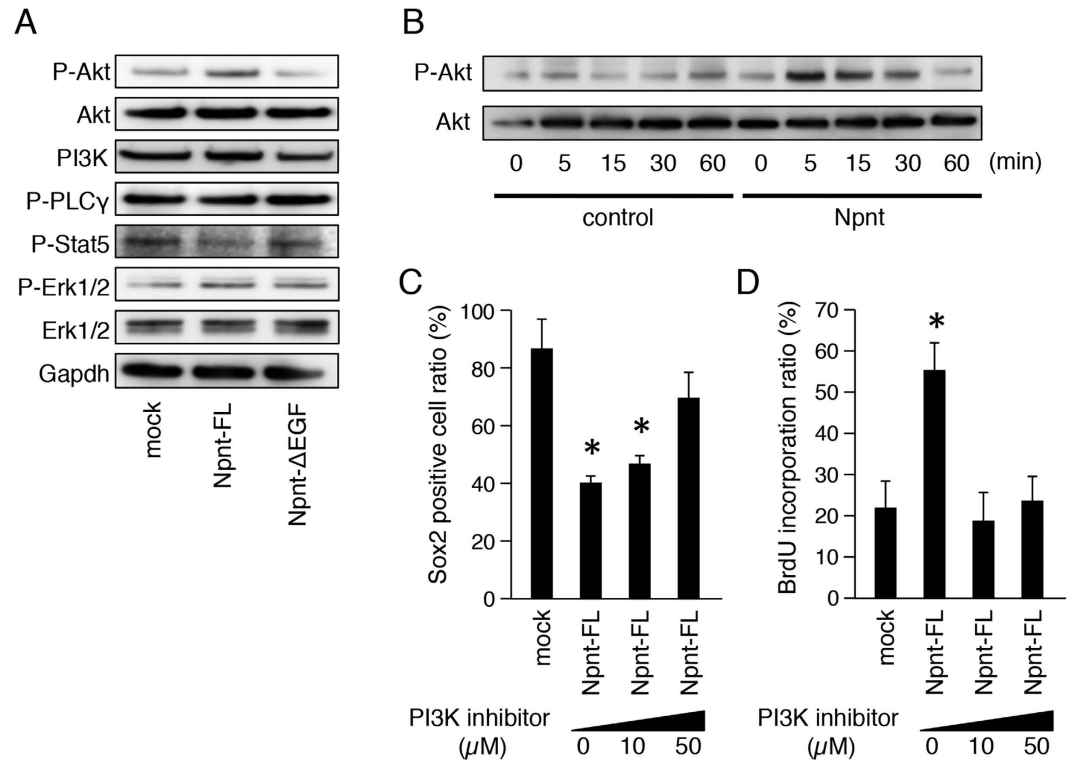 A
P-Akt
Akt
PI3K
P-PLCγ
P-Stat5
P-Erk1/2
Erk1/2
Gapdh
mock
Npnt-FL
Npnt-ΔEGF
B
P-Akt
Akt
0 5 15 30 60 0 5 15 30 60 (min)
control Npnt
C
Sox2 positive cell ratio (%)
100
80
60
40
20
0
* *
mock
Npnt-FL
Npnt-FL
Npnt-FL
PI3K inhibitor
(μM) 0 10 50
D
BrdU incorporation ratio (%)
70
60
50
40
30
20
10
0
*
mock
Npnt-FL
Npnt-FL
Npnt-FL
PI3K inhibitor
(μM) 0 10 50